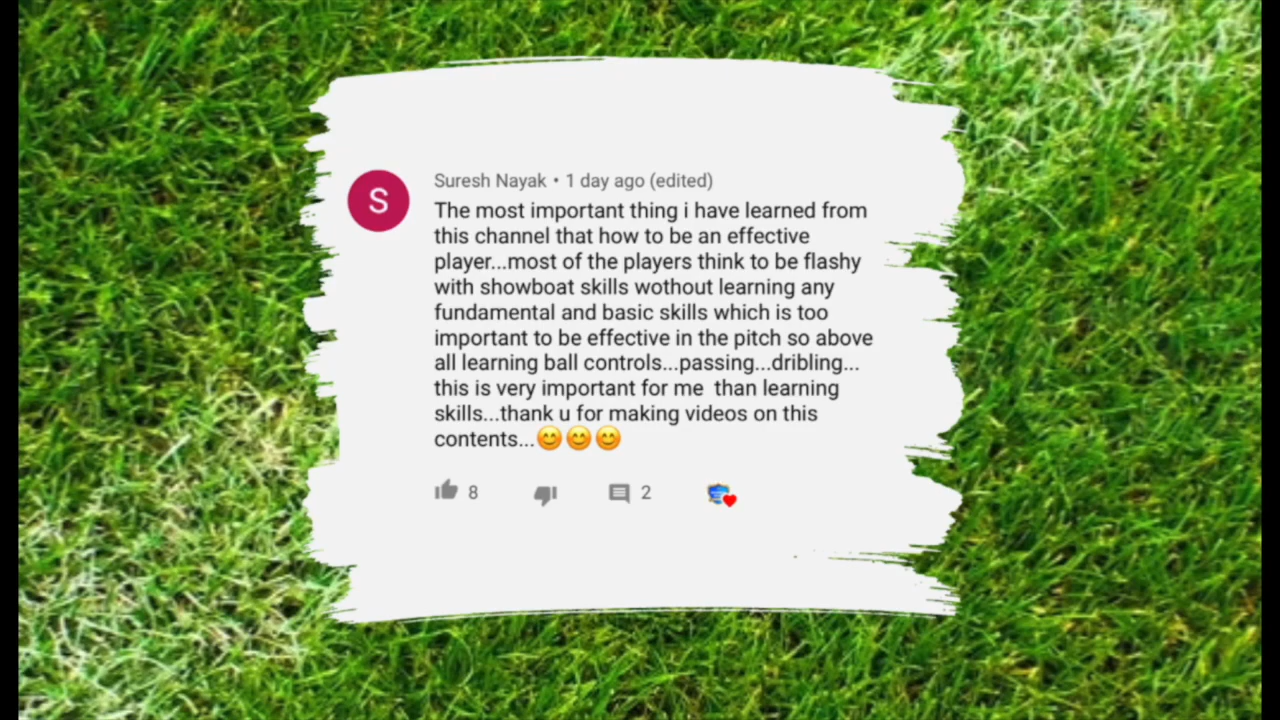 S
Suresh Nayak • 1 day ago (edited)
The most important thing i have learned from
this channel that how to be an effective
player...most of the players think to be flashy
with showboat skills wothout learning any
fundamental and basic skills which is too
important to be effective in the pitch so above
all learning ball controls...passing...dribling...
this is very important for me  than learning
skills...thank u for making videos on this
contents...😊😊😊
8 2